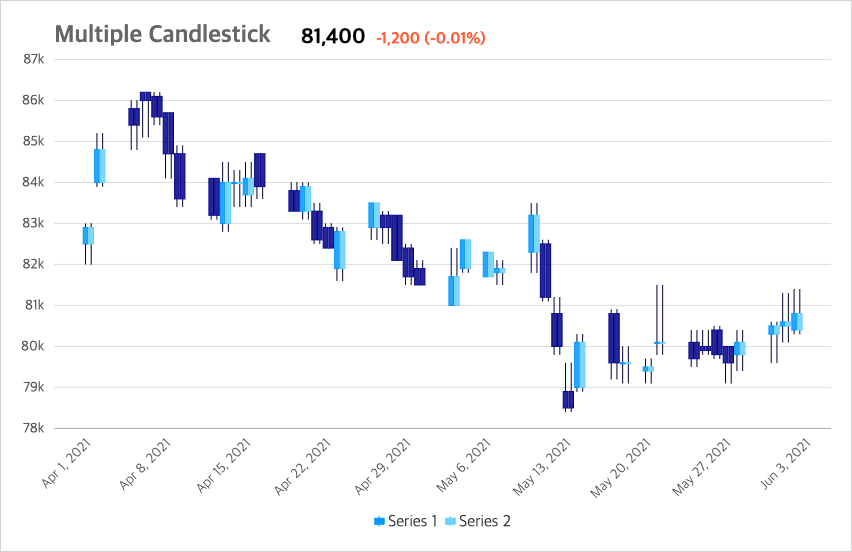 Multiple Candlestick 81,400 -1,200 (-0.01%)
87k
86k
85k
84k
83k
82k
81k
80k
79k
78k
Apr 1, 2021 Apr 8, 2021 Apr 15, 2021 Apr 22, 2021 Apr 29, 2021 May 6, 2021 May 13, 2021 May 20, 2021 May 27, 2021 Jun 3, 2021
Series 1 Series 2